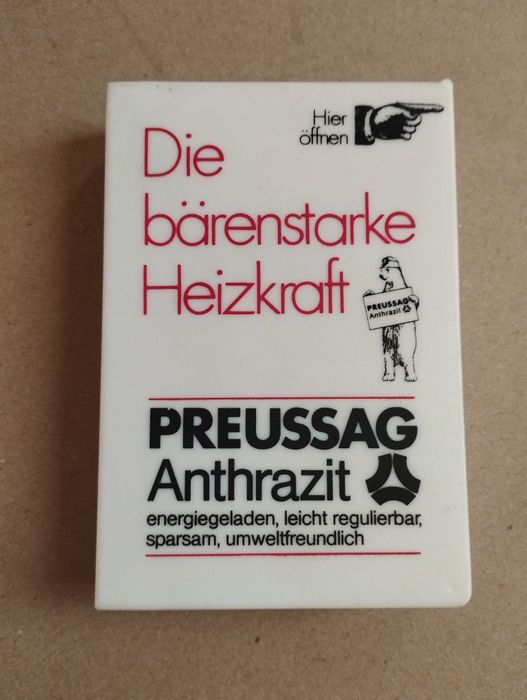 Hier
öffnen
Die
bärenstarke
Heizkraft
PREUSSAG
Anthrazit
PREUSSAG
Anthrazit
energiegeladen, leicht regulierbar,
sparsam, umweltfreundlich